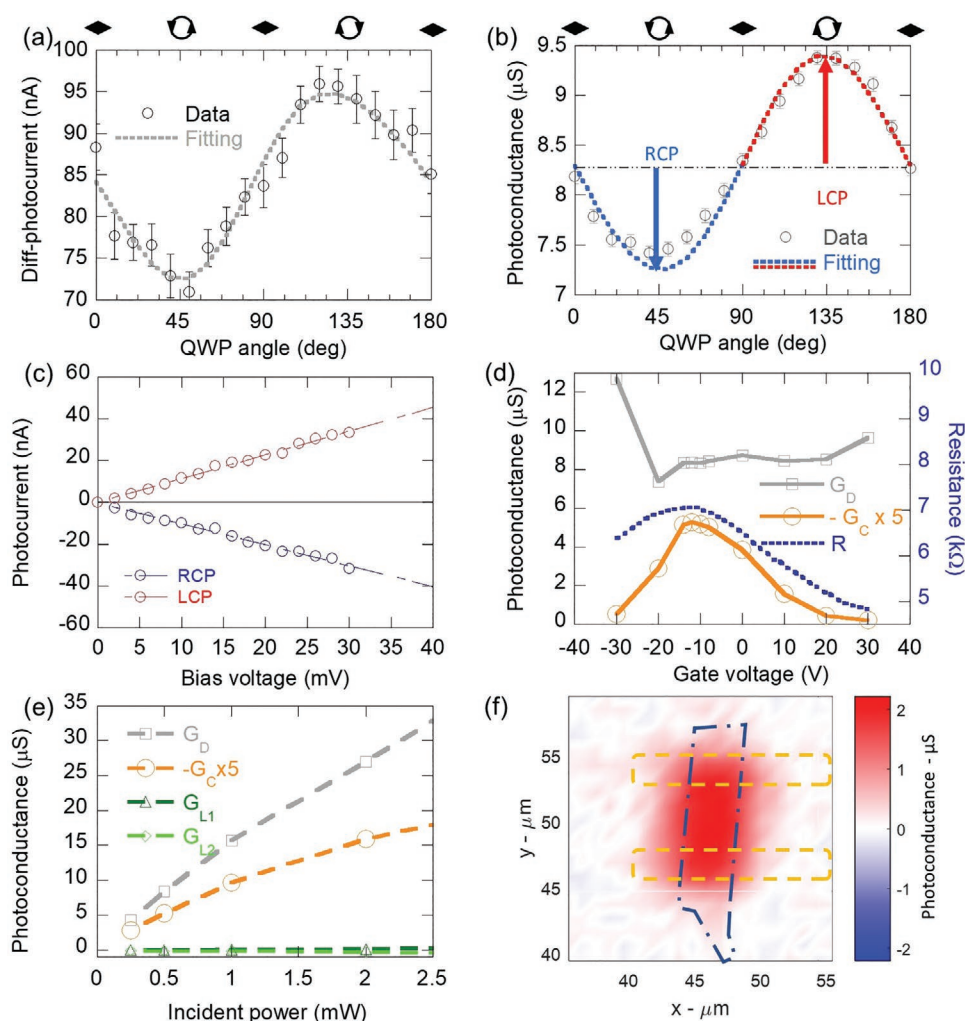 (a)
100
95
90
85
80
75
70
Diff-photocurrent (nA)
Data
Fitting
0 45 90 135 180
QWP angle (deg)
(b)
9.5
9
8.5
8
7.5
7
Photoconductance (µS)
RCP
LCP
Data
Fitting
0 45 90 135 180
QWP angle (deg)
(c)
60
40
20
0
-20
-40
-60
Photocurrent (nA)
RCP
LCP
0 5 10 15 20 25 30 35 40
Bias voltage (mV)
(d)
12
10
8
6
4
2
0
Photoconductance (µS)
10
9
8
7
6
5
Resistance (kΩ)
G_D
- G_C x 5
R
-40 -30 -20 -10 0 10 20 30 40
Gate voltage (V)
(e)
35
30
25
20
15
10
5
0
Photoconductance (µS)
G_D
-G_C x5
G_L1
G_L2
0 0.5 1.0 1.5 2.0 2.5
Incident power (mW)
(f)
55
50
45
40
y - µm
40 45 50 55
x - µm
2
1
0
-1
-2
Photoconductance - µS